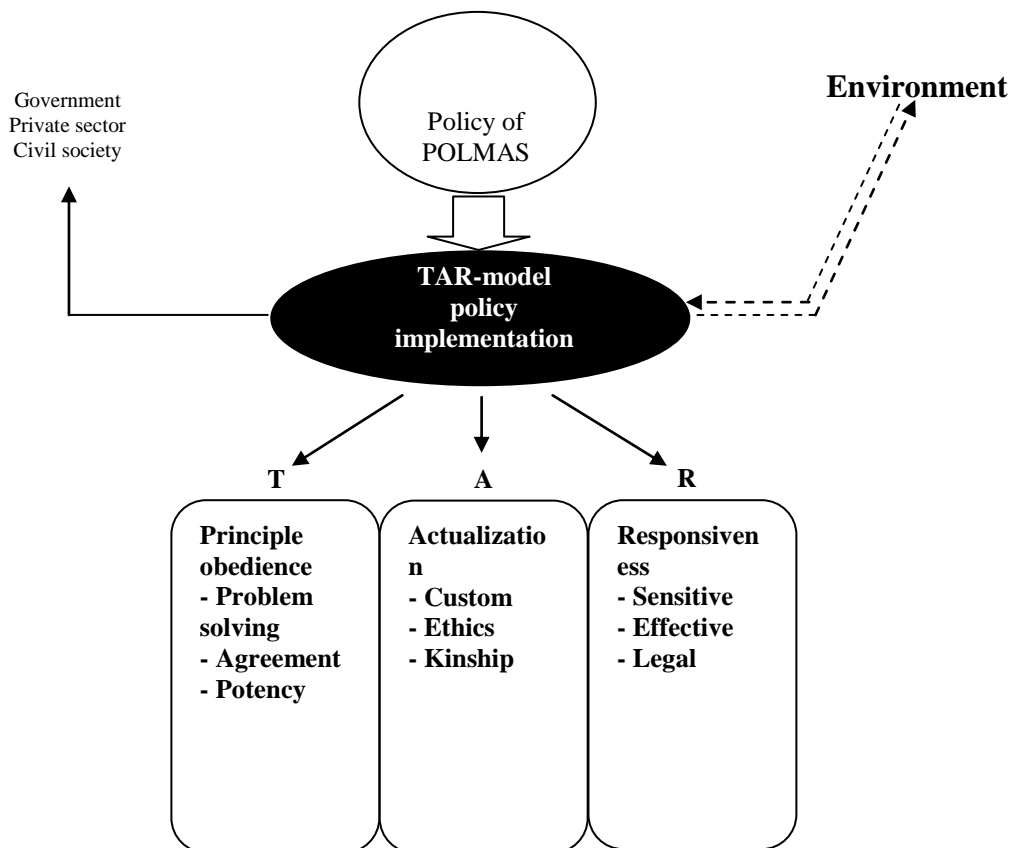 Government
Private sector
Civil society
Policy of
POLMAS
Environment
TAR-model
policy
implementation
T
A
R
Principle
obedience
- Problem
solving
- Agreement
- Potency
Actualizatio
n
- Custom
- Ethics
- Kinship
Responsiven
ess
- Sensitive
- Effective
- Legal